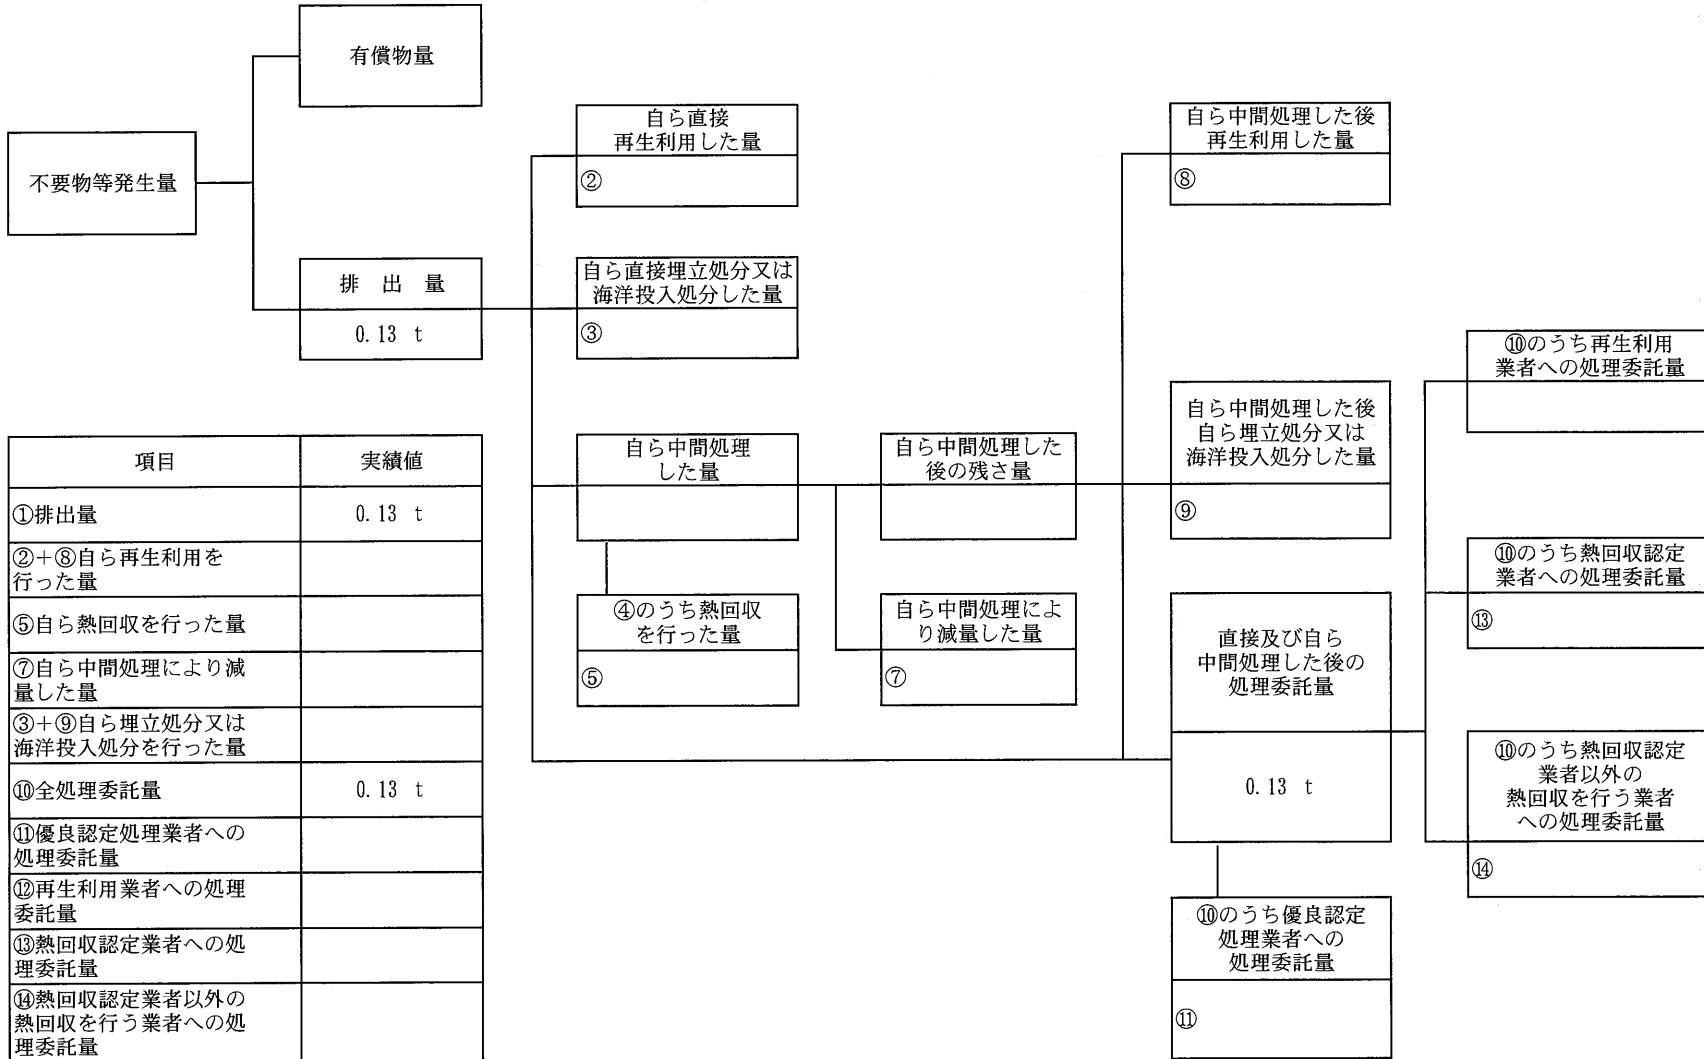 有償物量
不要物等発生量
排 出 量
0.13 t
自ら直接
再生利用した量
②
自ら直接埋立処分又は
海洋投入処分した量
③
自ら中間処理
した量
④のうち熱回収
を行った量
⑤
自ら中間処理した
後の残さ量
自ら中間処理によ
り減量した量
⑦
自ら中間処理した後
再生利用した量
⑧
自ら中間処理した後
自ら埋立処分又は
海洋投入処分した量
⑨
直接及び自ら
中間処理した後の
処理委託量
0.13 t
⑩のうち優良認定
処理業者への
処理委託量
⑪
⑩のうち再生利用
業者への処理委託量
⑩のうち熱回収認定
業者への処理委託量
⑬
⑩のうち熱回収認定
業者以外の
熱回収を行う業者
への処理委託量
⑭
項目 実績値
①排出量 0.13 t
②+⑧自ら再生利用を
行った量
⑤自ら熱回収を行った量
⑦自ら中間処理により減
量した量
③+⑨自ら埋立処分又は
海洋投入処分を行った量
⑩全処理委託量 0.13 t
⑪優良認定処理業者への
処理委託量
⑫再生利用業者への処理
委託量
⑬熱回収認定業者への処
理委託量
⑭熱回収認定業者以外の
熱回収を行う業者への処
理委託量